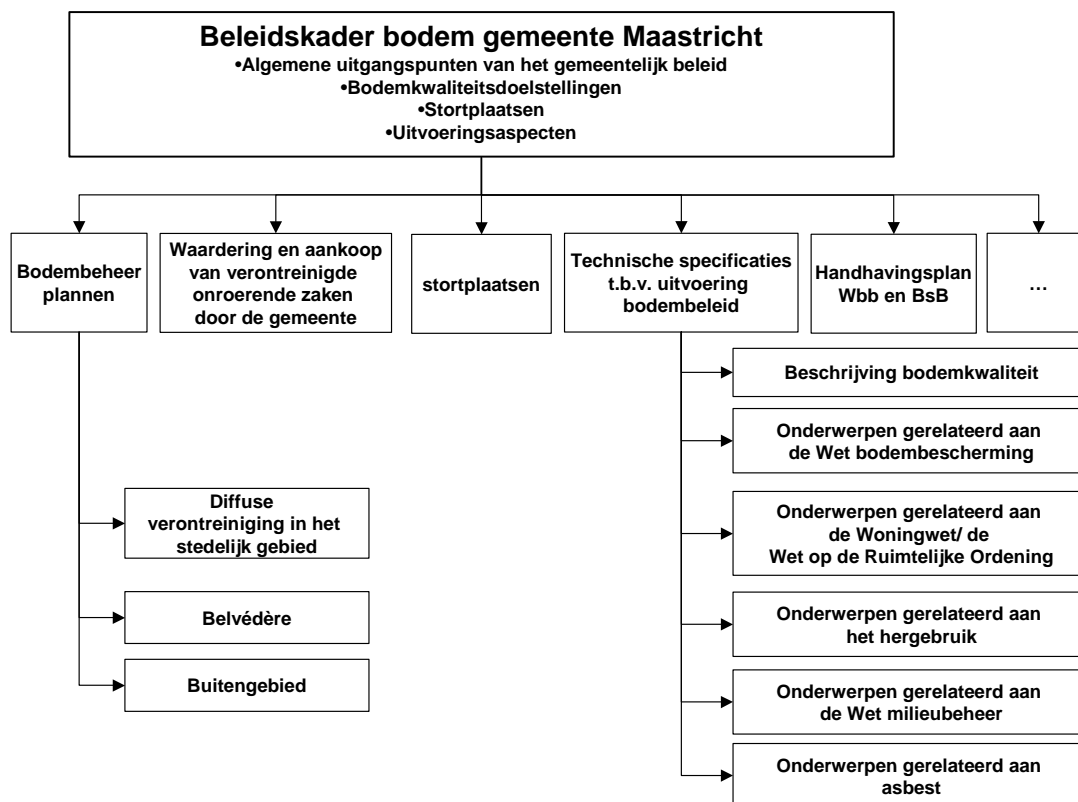 Beleidskader bodem gemeente Maastricht
•Algemene uitgangspunten van het gemeentelijk beleid
•Bodemkwaliteitsdoelstellingen
•Stortplaatsen
•Uitvoeringsaspecten
Bodembeheer
plannen
Waardering en aankoop
van verontreinigde
onroerende zaken
door de gemeente
stortplaatsen
Technische specificaties
t.b.v. uitvoering
bodembeleid
Handhavingsplan
Wbb en BsB
...
Diffuse
verontreiniging in het
stedelijk gebied
Belvédère
Buitengebied
Beschrijving bodemkwaliteit
Onderwerpen gerelateerd aan
de Wet bodembescherming
Onderwerpen gerelateerd aan
de Woningwet/ de
Wet op de Ruimtelijke Ordening
Onderwerpen gerelateerd aan
het hergebruik
Onderwerpen gerelateerd aan
de Wet milieubeheer
Onderwerpen gerelateerd aan
asbest